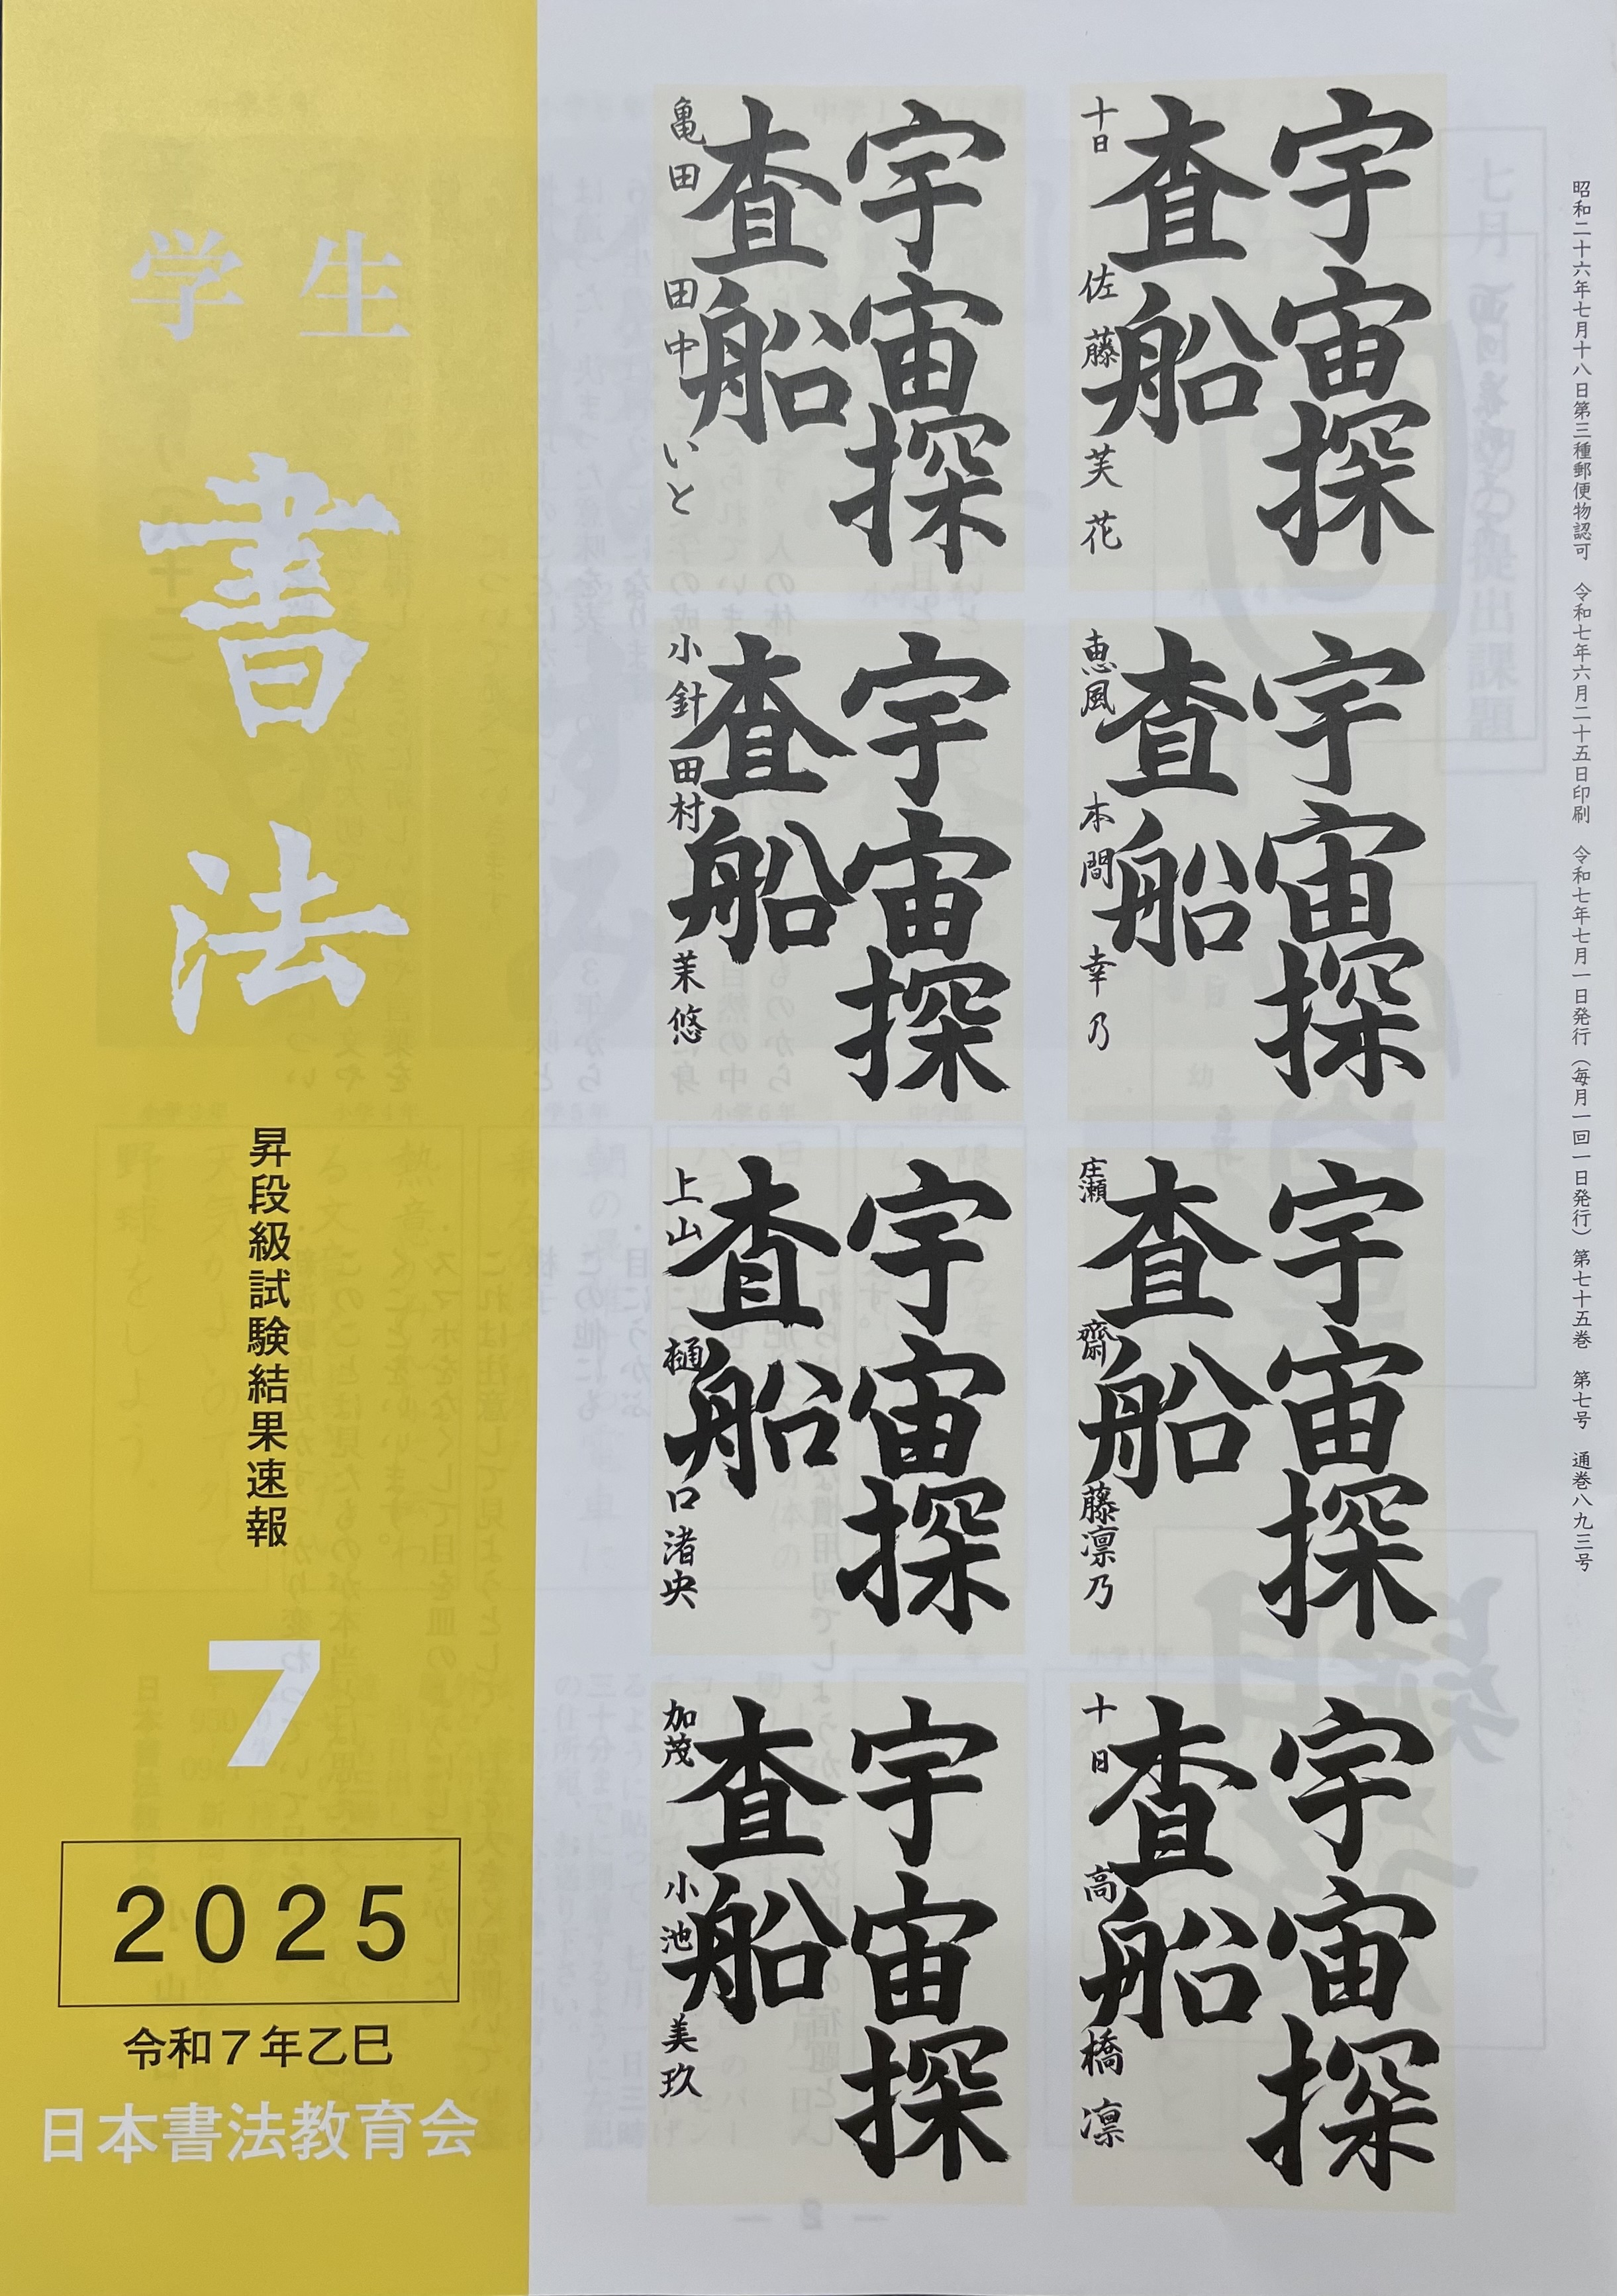 昭和二十六年七月十八日第三種郵便物認可　令和七年六月二十五日印刷　令和七年七月一日発行（毎月一回一日発行）第七十五巻　第七号　通巻八九三号
学生
書法
昇段級試験結果速報
7
2025
令和7年乙巳
日本書法教育会
宇宙探
査船
十日　佐藤芙花
宇宙探
査船
亀田　田中いと
宇宙探
査船
恵風　本間幸乃
宇宙探
査船
小針　田村茉悠
宇宙探
査船
庄瀬　齋藤凛乃
宇宙探
査船
上山　樋口渚央
宇宙探
査船
十日　高橋凛
宇宙探
査船
加茂　小池美玖